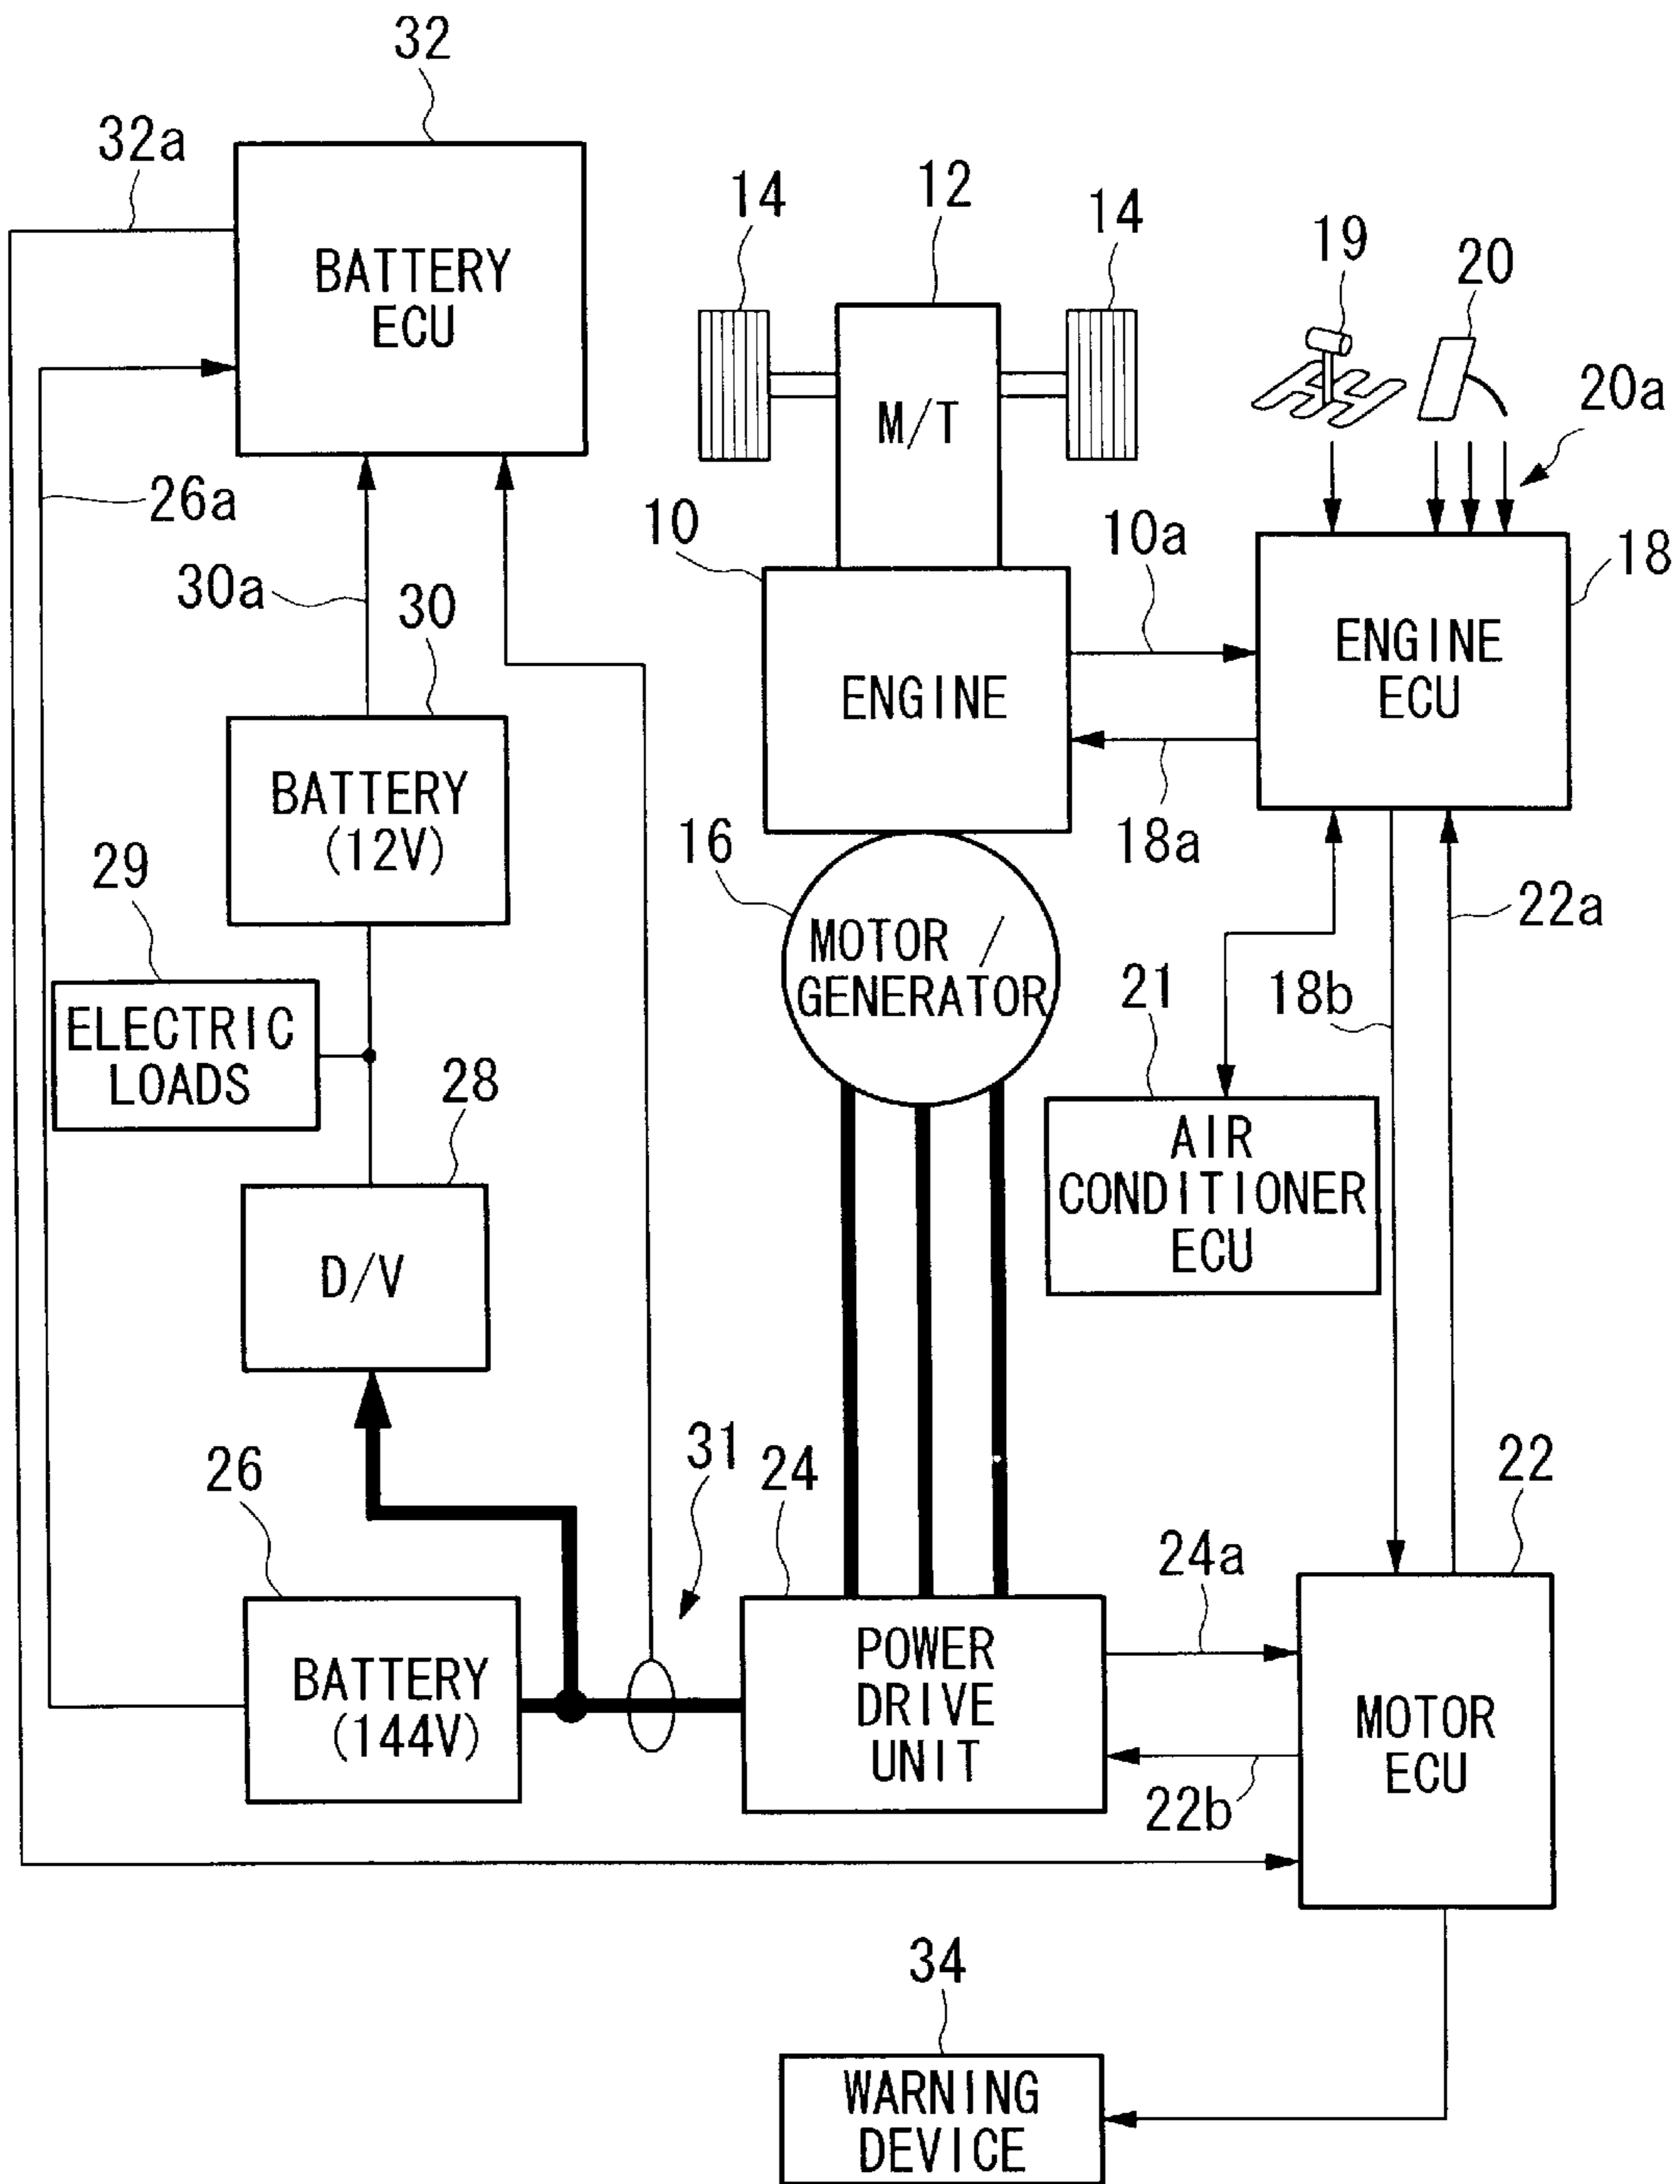 32
32a
BATTERY
ECU
14
12
14
19
20
20a
M/T
26a
10
10a
18
30a
30
ENGINE
ENGINE
ECU
BATTERY
(12V)
18a
16
22a
29
MOTOR /
GENERATOR
18b
21
ELECTRIC
LOADS
28
AIR
CONDITIONER
ECU
D/V
31
26
24
22
24a
BATTERY
(144V)
POWER
DRIVE
UNIT
MOTOR
ECU
22b
34
WARNING
DEVICE